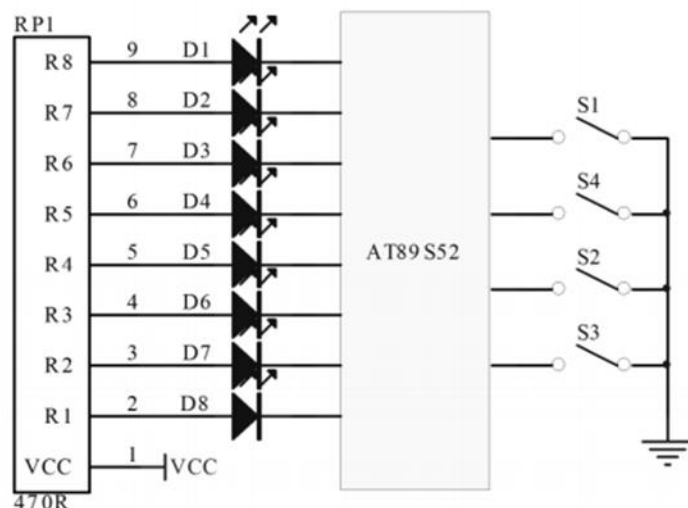 RP1
R8 9 D1
R7 8 D2
S1
R6 7 D3
R5 6 D4
S4
R4 5 D5
AT89S52
S2
R3 4 D6
S3
R2 3 D7
R1 2 D8
VCC 1 VCC
470R